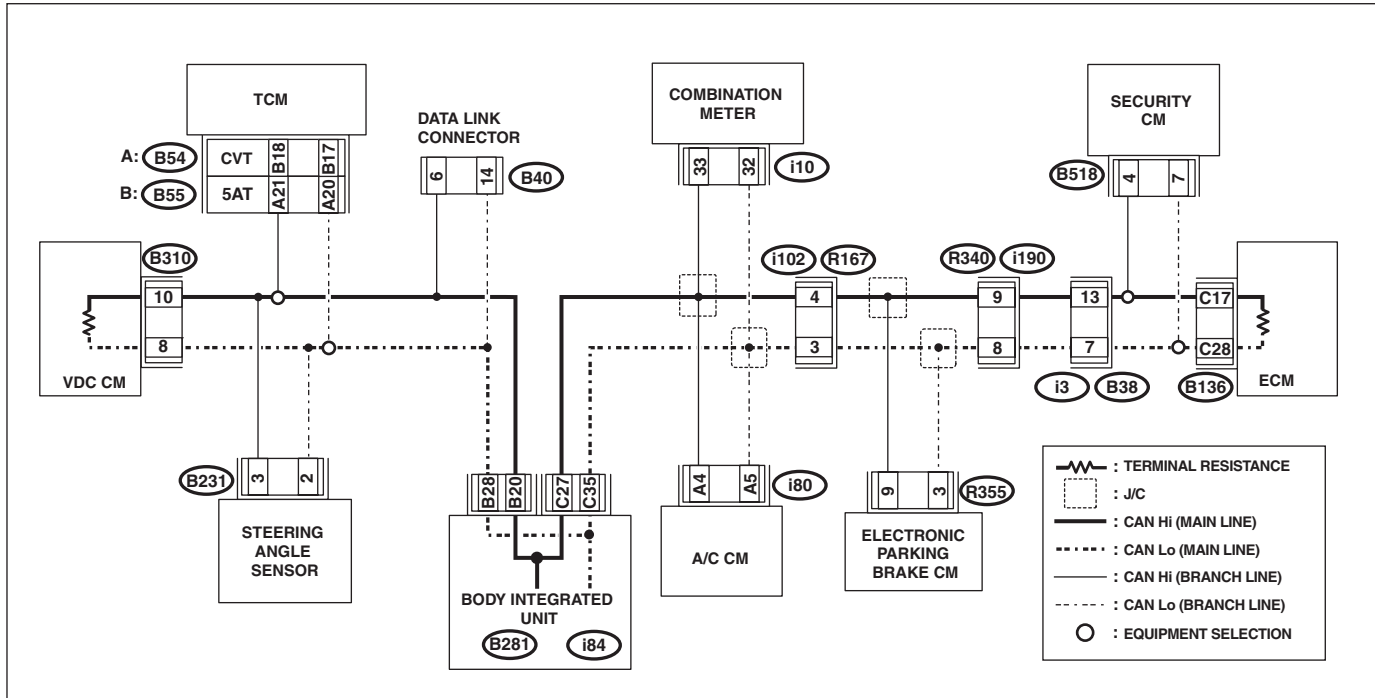 TCM
A: B54 CVT B18 B17
B: B55 5AT A21 A20
DATA LINK
CONNECTOR
6 14 B40
COMBINATION
METER
33 32 i10
SECURITY
CM
B518 4 7
VDC CM
B310
10
8
i102 R167
4
3
R340 i190
9
8
13
7
i3 B38
C17
C28
B136
ECM
B231 3 2
STEERING
ANGLE
SENSOR
B28 B20 C27 C35
BODY INTEGRATED
UNIT
B281 i84
A4 A5 i80
A/C CM
9 3 R355
ELECTRONIC
PARKING
BRAKE CM
: TERMINAL RESISTANCE
: J/C
: CAN Hi (MAIN LINE)
: CAN Lo (MAIN LINE)
: CAN Hi (BRANCH LINE)
: CAN Lo (BRANCH LINE)
: EQUIPMENT SELECTION